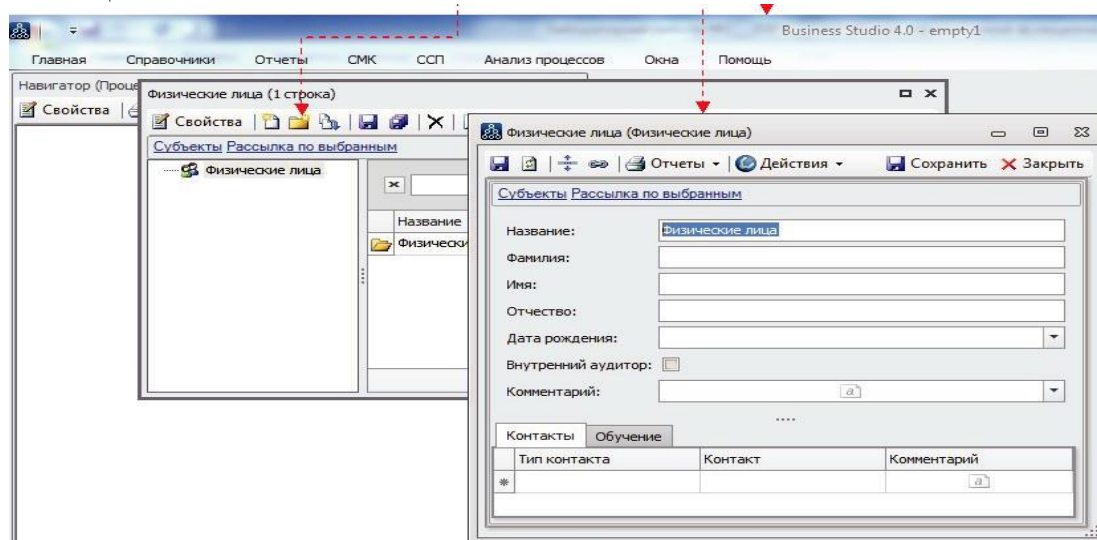 Business Studio 4.0 - empty1
Главная Справочники Отчеты СМК ССП Анализ процессов Окна Помощь
Навигатор (Проце
Свойства
Физические лица (1 строка)
Свойства
Субъекты Рассылка по выбранным
Физические лица
Название
Физически
Физические лица (Физические лица)
Отчеты Действия Сохранить Закрыть
Субъекты Рассылка по выбранным
Название: Физические лица
Фамилия:
Имя:
Отчество:
Дата рождения:
Внутренний аудитор:
Комментарий: a
Контакты Обучение
Тип контакта Контакт Комментарий
a